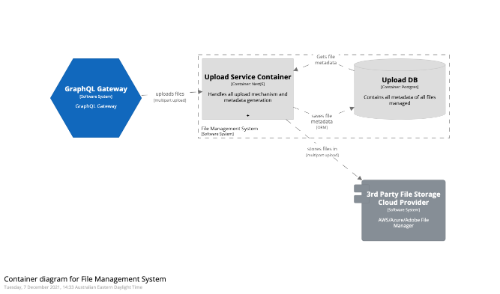 GraphQL Gateway
[Software System]
GraphQL Gateway
uploads files
[multipart-upload]
Upload Service Container
[Container: NestJS]
Handles all upload mechanism and
metadata generation
+
File Management System
[Software System]
Gets file
metadata
saves file
metadata
Upload DB
[Container: Postgres]
Contains all metadata of all files
managed
stores files in
[multipart-upload]
3rd Party File Storage
Cloud Provider
[Software System]
AWS/Azure/Adobe File
Manager
Container diagram for File Management System
Tuesday, 7 December 2021, 14:33 Australian Eastern Daylight Time